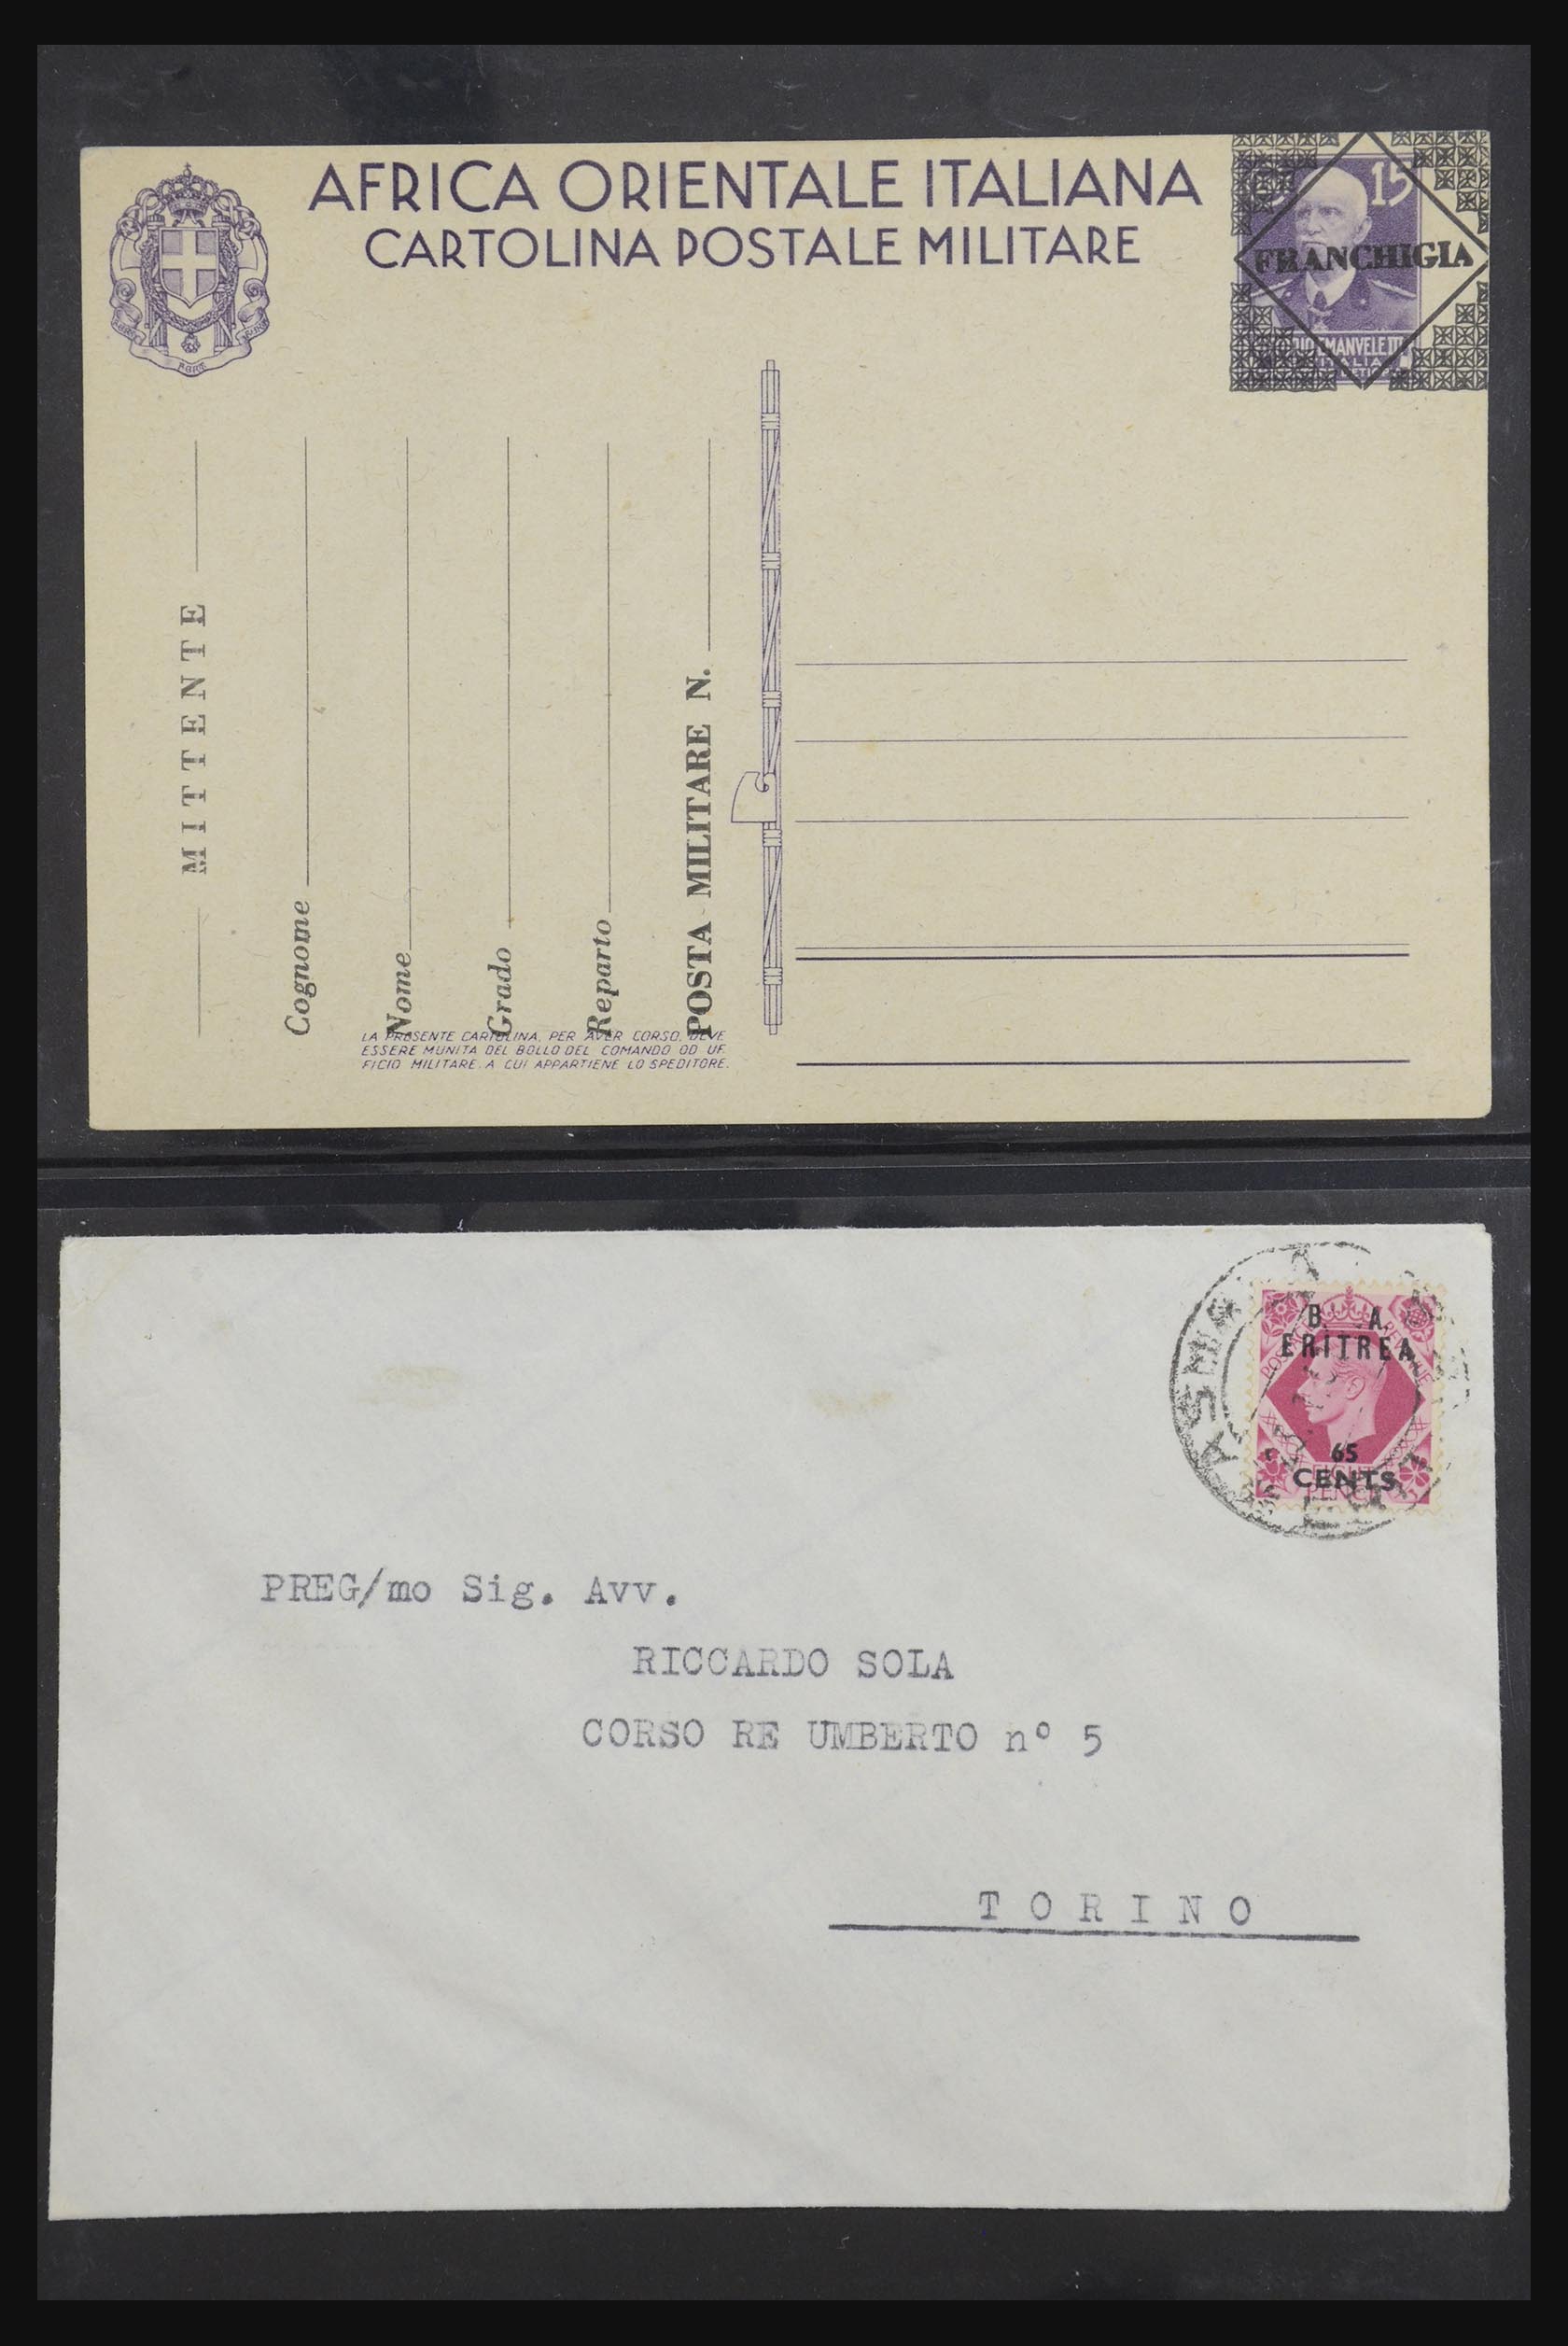 AFRICA ORIENTALE ITALIANA
CARTOLINA POSTALE MILITARE
15
FRANCHIGIA
ITALIA
MITTENTE
Cognome
Nome
Grado
Reparto
POSTA MILITARE N.
LA PRESENTE CARTOLINA, PER AVER CORSO, DEVE
ESSERE MUNITA DEL BOLLO DEL COMANDO OD UF
FICIO MILITARE, A CUI APPARTIENE LO SPEDITORE.
B. A.
ERITREA
65
CENTS
PREG/mo Sig. Avv.
RICCARDO SOLA
CORSO RE UMBERTO nº 5
TORINO